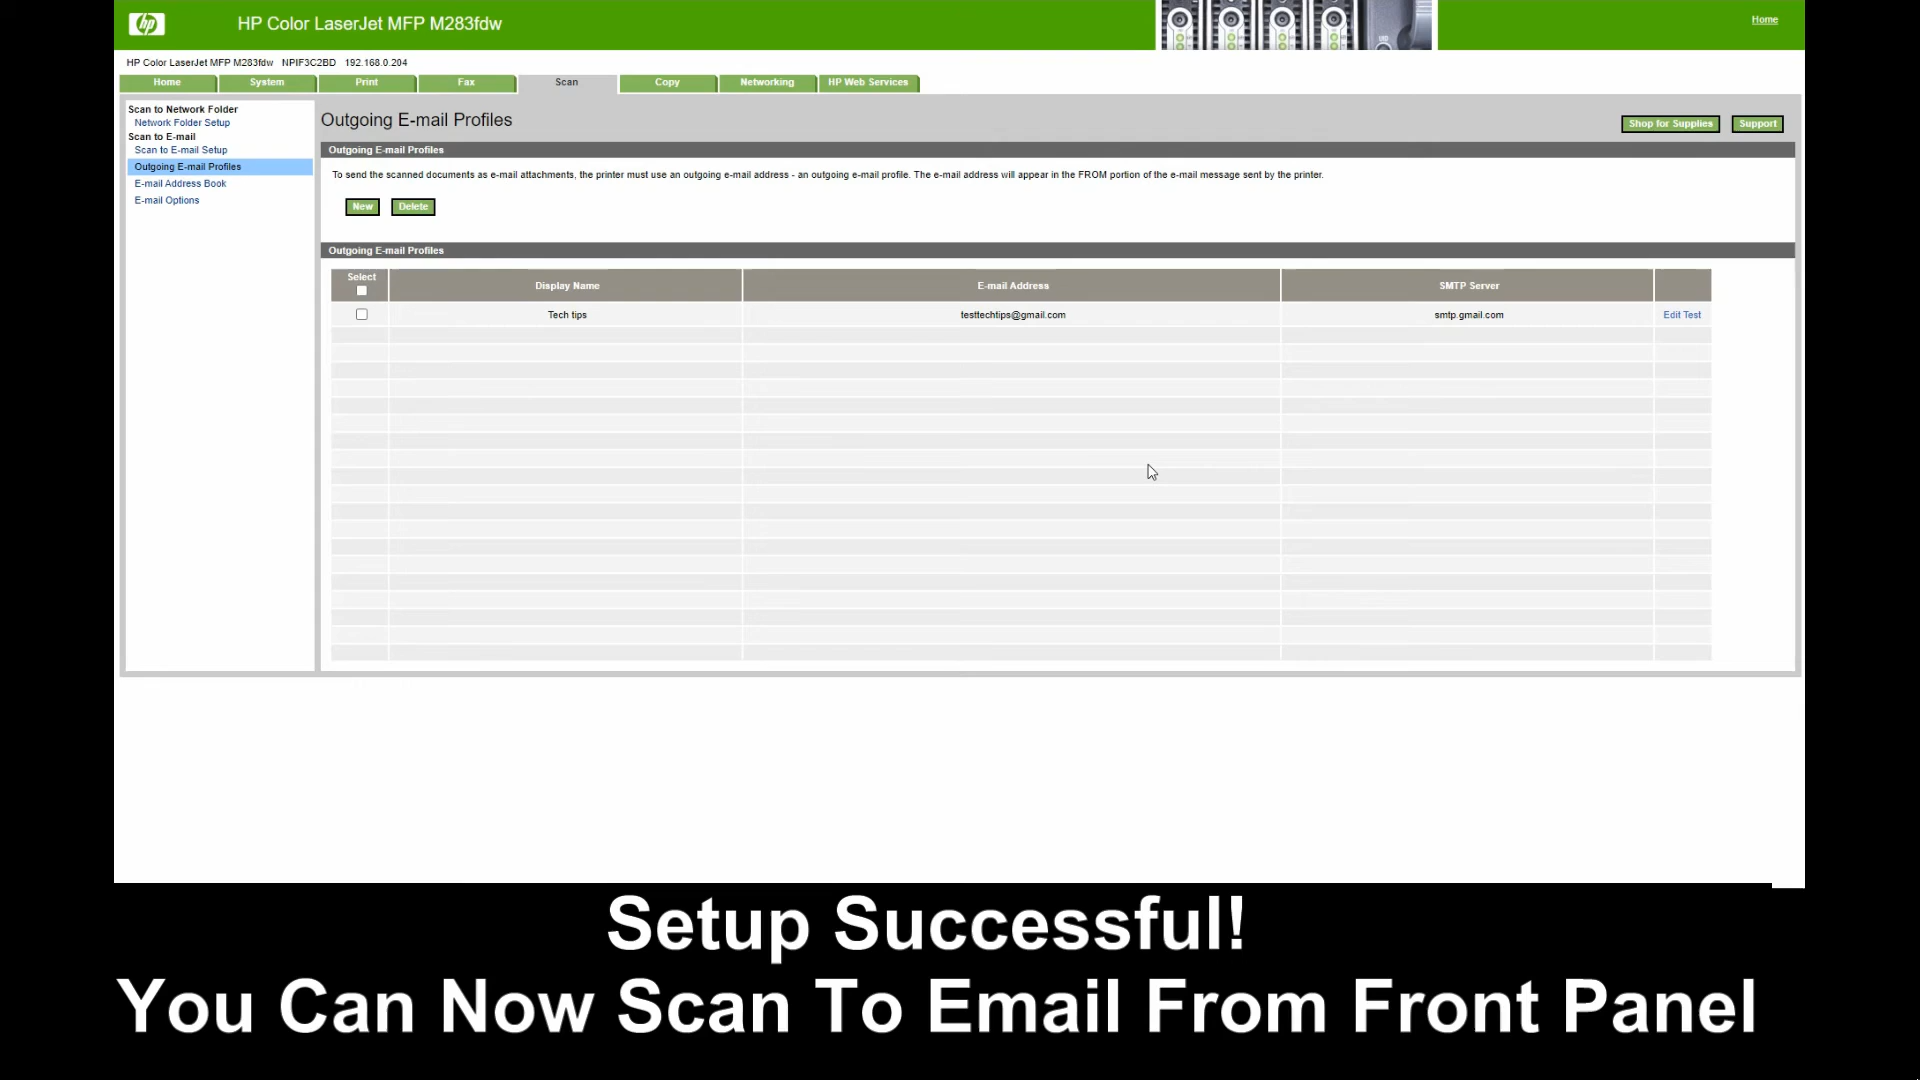 hp
HP Color LaserJet MFP M283fdw
Home
HP Color LaserJet MFP M283fdw NPIF3C2BD 192.168.0.204
Home System Print Fax Scan Copy Networking HP Web Services
Scan to Network Folder
Network Folder Setup
Scan to E-mail
Scan to E-mail Setup
Outgoing E-mail Profiles
E-mail Address Book
E-mail Options
Outgoing E-mail Profiles
Shop for Supplies Support
Outgoing E-mail Profiles
To send the scanned documents as e-mail attachments, the printer must use an outgoing e-mail address - an outgoing e-mail profile. The e-mail address will appear in the FROM portion of the e-mail message sent by the printer.
New Delete
Outgoing E-mail Profiles
Select Display Name E-mail Address SMTP Server
Tech tips testtechtips@gmail.com smtp.gmail.com Edit Test
Setup Successful!
You Can Now Scan To Email From Front Panel